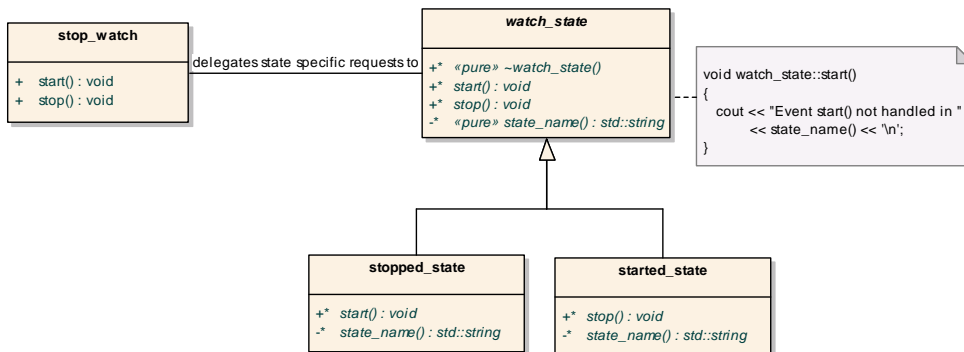 stop_watch
+ start() : void
+ stop() : void
delegates state specific requests to
watch_state
+* «pure» ~watch_state()
+* start() : void
+* stop() : void
-* «pure» state_name() : std::string
void watch_state::start()
{
cout << "Event start() not handled in "
<< state_name() << '\n';
}
stopped_state
+* start() : void
-* state_name() : std::string
started_state
+* stop() : void
-* state_name() : std::string